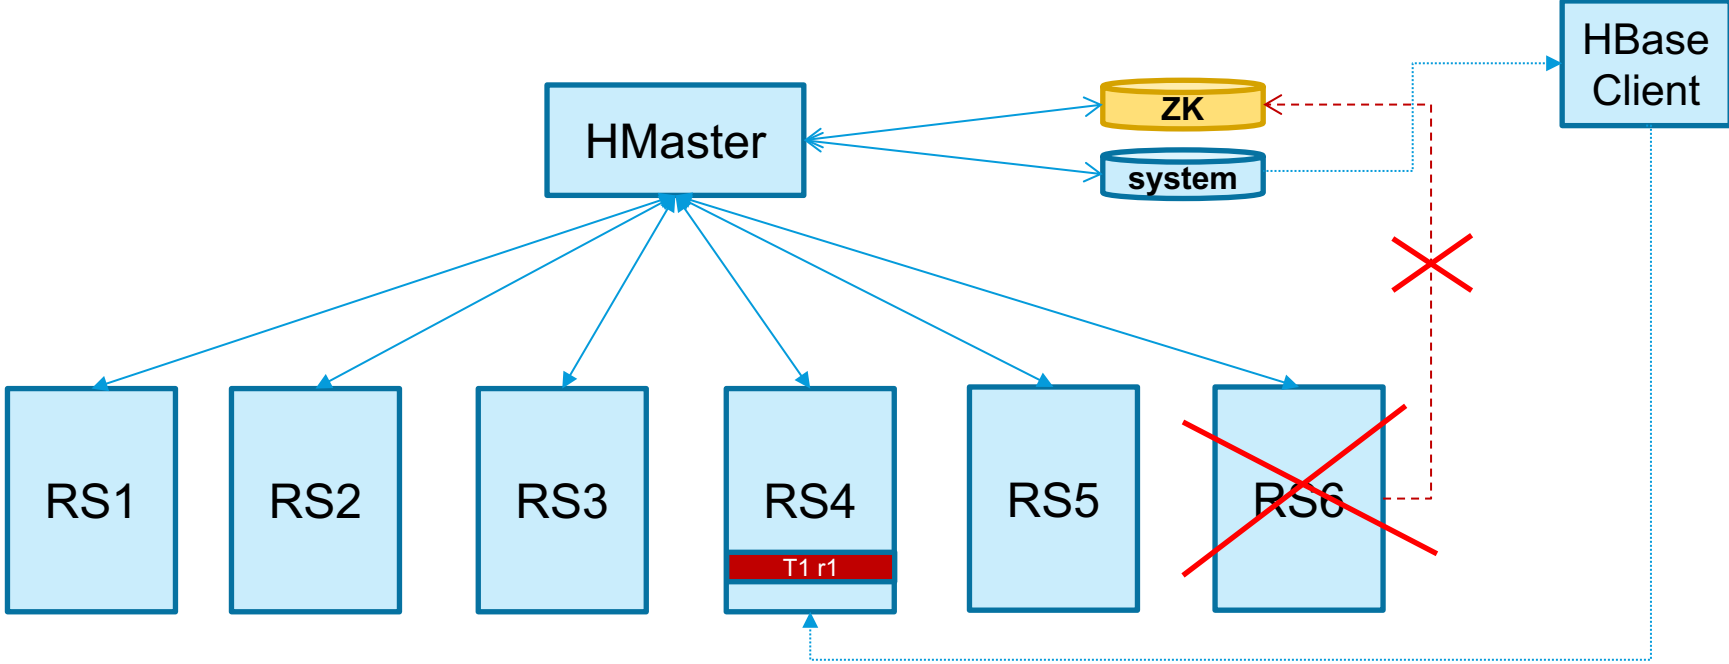 HBase
Client
HMaster
ZK
system
RS1
RS2
RS3
RS4
RS5
RS6
T1 r1